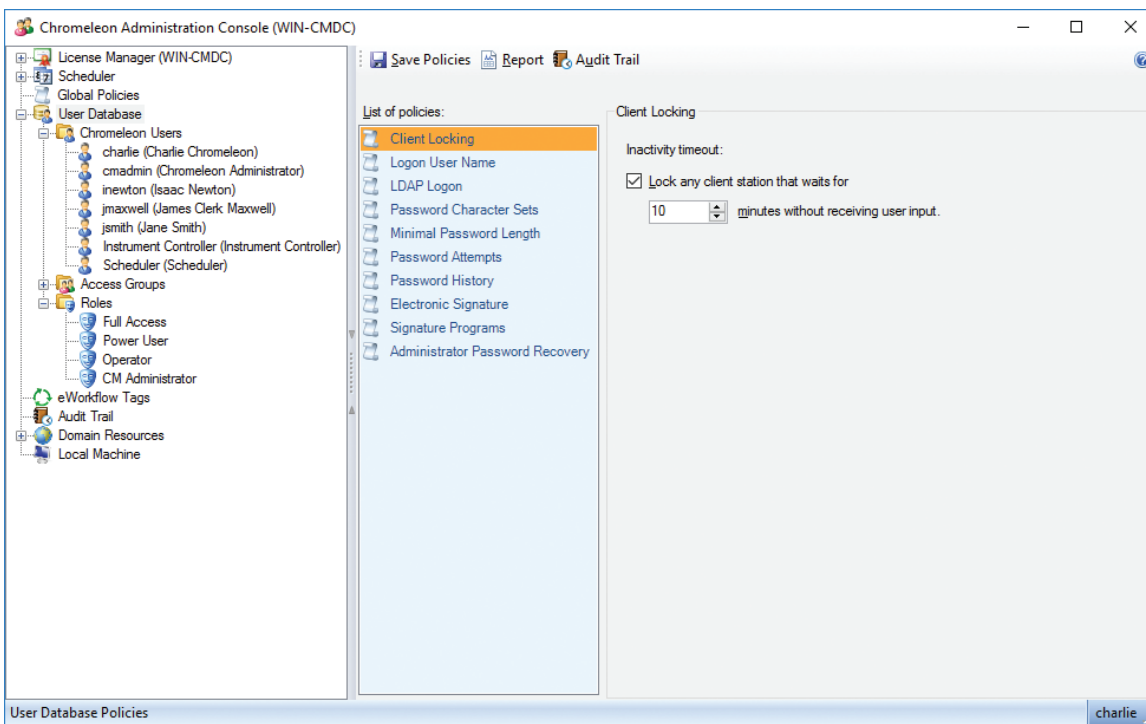 Chromeleon Administration Console (WIN-CMDC)
License Manager (WIN-CMDC)
Scheduler
Global Policies
User Database
Chromeleon Users
charlie (Charlie Chromeleon)
cmadmin (Chromeleon Administrator)
inewton (Isaac Newton)
jmaxwell (James Clerk Maxwell)
jsmith (Jane Smith)
Instrument Controller (Instrument Controller)
Scheduler (Scheduler)
Access Groups
Roles
Full Access
Power User
Operator
CM Administrator
eWorkflow Tags
Audit Trail
Domain Resources
Local Machine
Save Policies Report Audit Trail
List of policies:
Client Locking
Logon User Name
LDAP Logon
Password Character Sets
Minimal Password Length
Password Attempts
Password History
Electronic Signature
Signature Programs
Administrator Password Recovery
Client Locking
Inactivity timeout:
Lock any client station that waits for
10 minutes without receiving user input.
User Database Policies
charlie